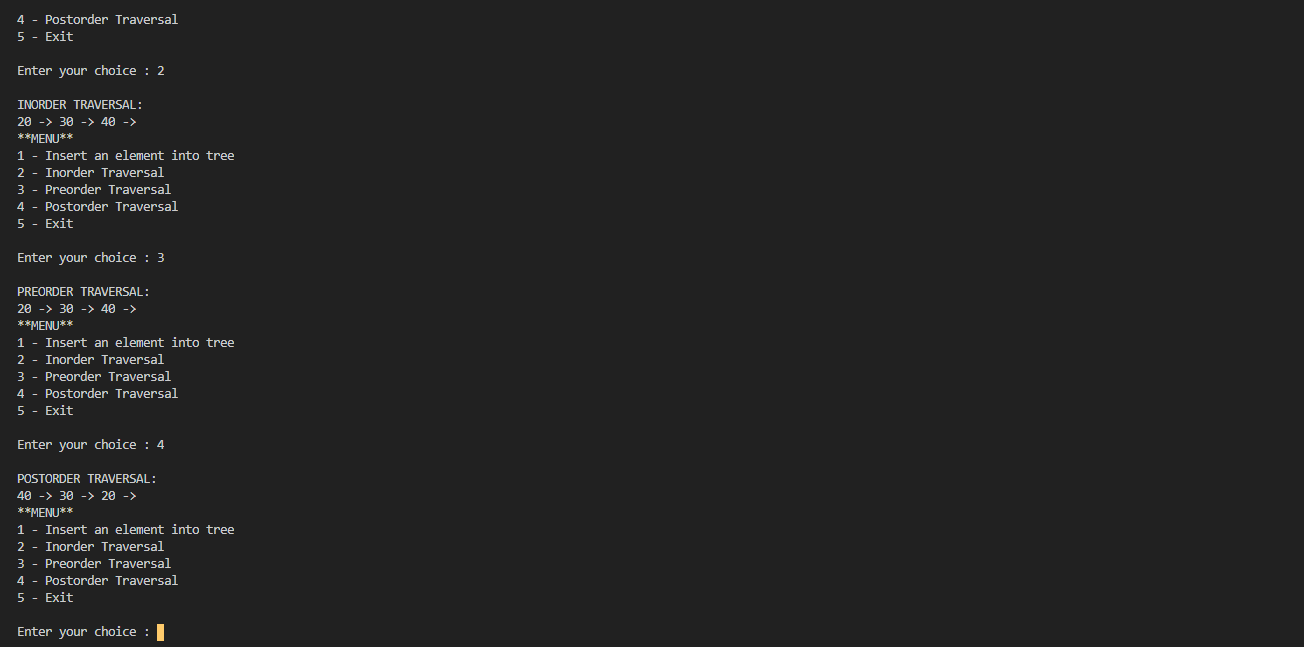 4 - Postorder Traversal
5 - Exit
Enter your choice : 2
INORDER TRAVERSAL:
20 -> 30 -> 40 ->
**MENU**
1 - Insert an element into tree
2 - Inorder Traversal
3 - Preorder Traversal
4 - Postorder Traversal
5 - Exit
Enter your choice : 3
PREORDER TRAVERSAL:
20 -> 30 -> 40 ->
**MENU**
1 - Insert an element into tree
2 - Inorder Traversal
3 - Preorder Traversal
4 - Postorder Traversal
5 - Exit
Enter your choice : 4
POSTORDER TRAVERSAL:
40 -> 30 -> 20 ->
**MENU**
1 - Insert an element into tree
2 - Inorder Traversal
3 - Preorder Traversal
4 - Postorder Traversal
5 - Exit
Enter your choice :